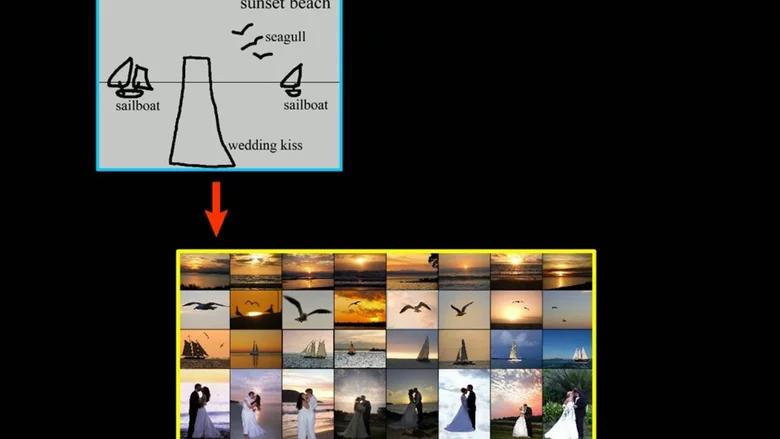 sunset beach
seagull
sailboat
sailboat
wedding kiss